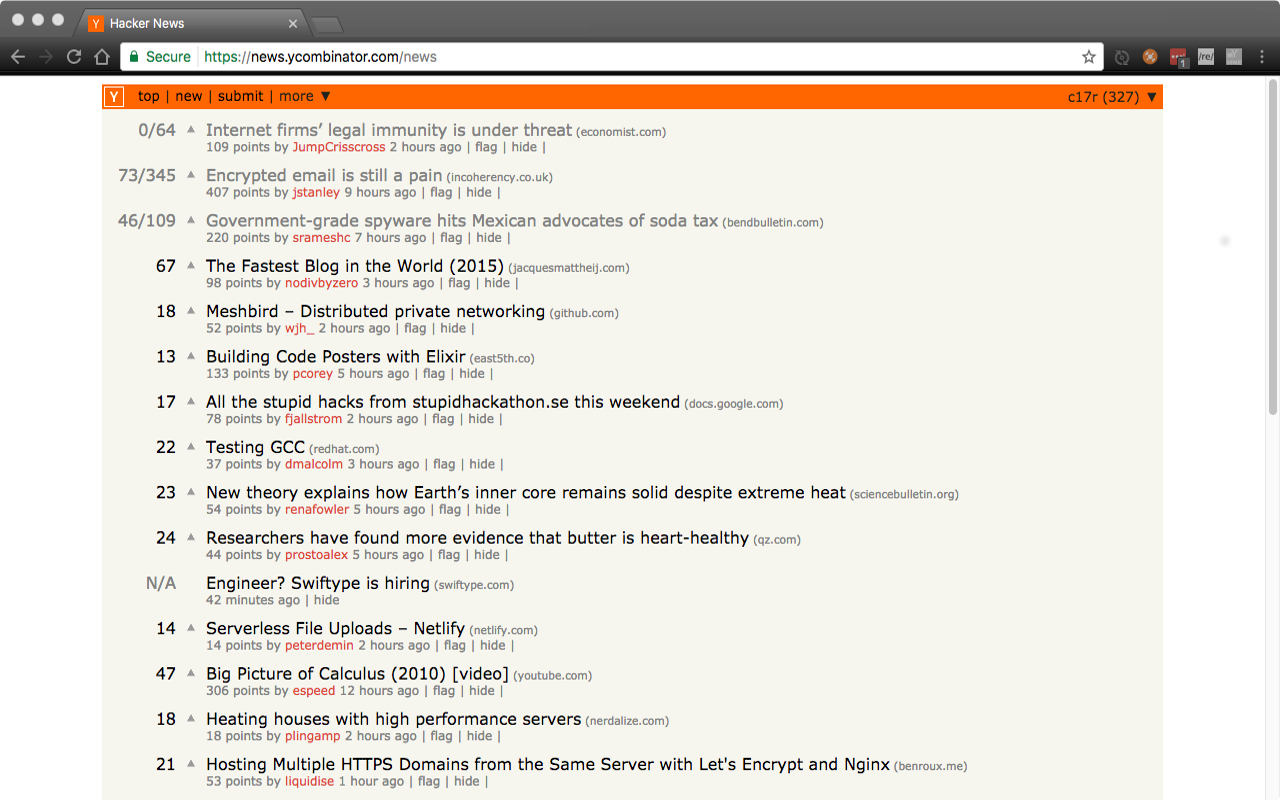 Y Hacker News
Secure https://news.ycombinator.com/news 1 /re/
Y top | new | submit | more ▼ c17r (327) ▼
0/64 ▲ Internet firms’ legal immunity is under threat (economist.com)
109 points by JumpCrisscross 2 hours ago | flag | hide |
73/345 ▲ Encrypted email is still a pain (incoherency.co.uk)
407 points by jstanley 9 hours ago | flag | hide |
46/109 ▲ Government-grade spyware hits Mexican advocates of soda tax (bendbulletin.com)
220 points by srameshc 7 hours ago | flag | hide |
67 ▲ The Fastest Blog in the World (2015) (jacquesmattheij.com)
98 points by nodivbyzero 3 hours ago | flag | hide |
18 ▲ Meshbird – Distributed private networking (github.com)
52 points by wjh_ 2 hours ago | flag | hide |
13 ▲ Building Code Posters with Elixir (east5th.co)
133 points by pcorey 5 hours ago | flag | hide |
17 ▲ All the stupid hacks from stupidhackathon.se this weekend (docs.google.com)
78 points by fjallstrom 2 hours ago | flag | hide |
22 ▲ Testing GCC (redhat.com)
37 points by dmalcolm 3 hours ago | flag | hide |
23 ▲ New theory explains how Earth’s inner core remains solid despite extreme heat (sciencebulletin.org)
54 points by renafowler 5 hours ago | flag | hide |
24 ▲ Researchers have found more evidence that butter is heart-healthy (qz.com)
44 points by prostoalex 5 hours ago | flag | hide |
N/A Engineer? Swiftype is hiring (swiftype.com)
42 minutes ago | hide
14 ▲ Serverless File Uploads – Netlify (netlify.com)
14 points by peterdemin 2 hours ago | flag | hide |
47 ▲ Big Picture of Calculus (2010) [video] (youtube.com)
306 points by espeed 12 hours ago | flag | hide |
18 ▲ Heating houses with high performance servers (nerdalize.com)
18 points by plingamp 2 hours ago | flag | hide |
21 ▲ Hosting Multiple HTTPS Domains from the Same Server with Let's Encrypt and Nginx (benroux.me)
53 points by liquidise 1 hour ago | flag | hide |